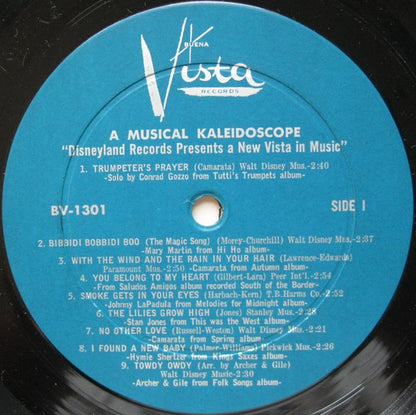 BUENA
Vista
RECORDS
A MUSICAL KALEIDOSCOPE
"Disneyland Records Presents a New Vista in Music"
1. TRUMPETER'S PRAYER (Camarata) Walt Disney Mus.-2:40
-Solo by Conrad Gozzo from Tutti's Trumpets album-
BV-1301 SIDE 1
2. BIBBIDI BOBBIDI BOO (The Magic Song) (Morey-Churchill) Walt Disney Mus.-2:37
-Mary Martin from Hi Ho album-
3. WITH THE WIND AND THE RAIN IN YOUR HAIR (Lawrence-Edwards)
Paramount Mus.-2:50 -Camarata from Autumn album-
4. YOU BELONG TO MY HEART (Gilbert-Lara) Peer Int'l.-2:54
-From Saludos Amigos album recorded South of the Border-
5. SMOKE GETS IN YOUR EYES (Harbach-Kern) T.B.Harms Co.-2:52
-Johnny LaPadula from Melodies for Midnight album-
6. THE LILIES GROW HIGH (Jones) Stanley Mus.-2:28
-Stan Jones from This was the West album-
7. NO OTHER LOVE (Russell-Weston) Walt Disney Mus.-2:21
-Camarata from Spring album-
8. I FOUND A NEW BABY (Palmer-Williams) Pickwick Mus.-2:26
-Hymie Shertzer from Kings Saxes album-
9. TOWDY OWDY (Arr. by Archer & Gile)
Walt Disney Music-2:30
-Archer & Gile from Folk Songs album-